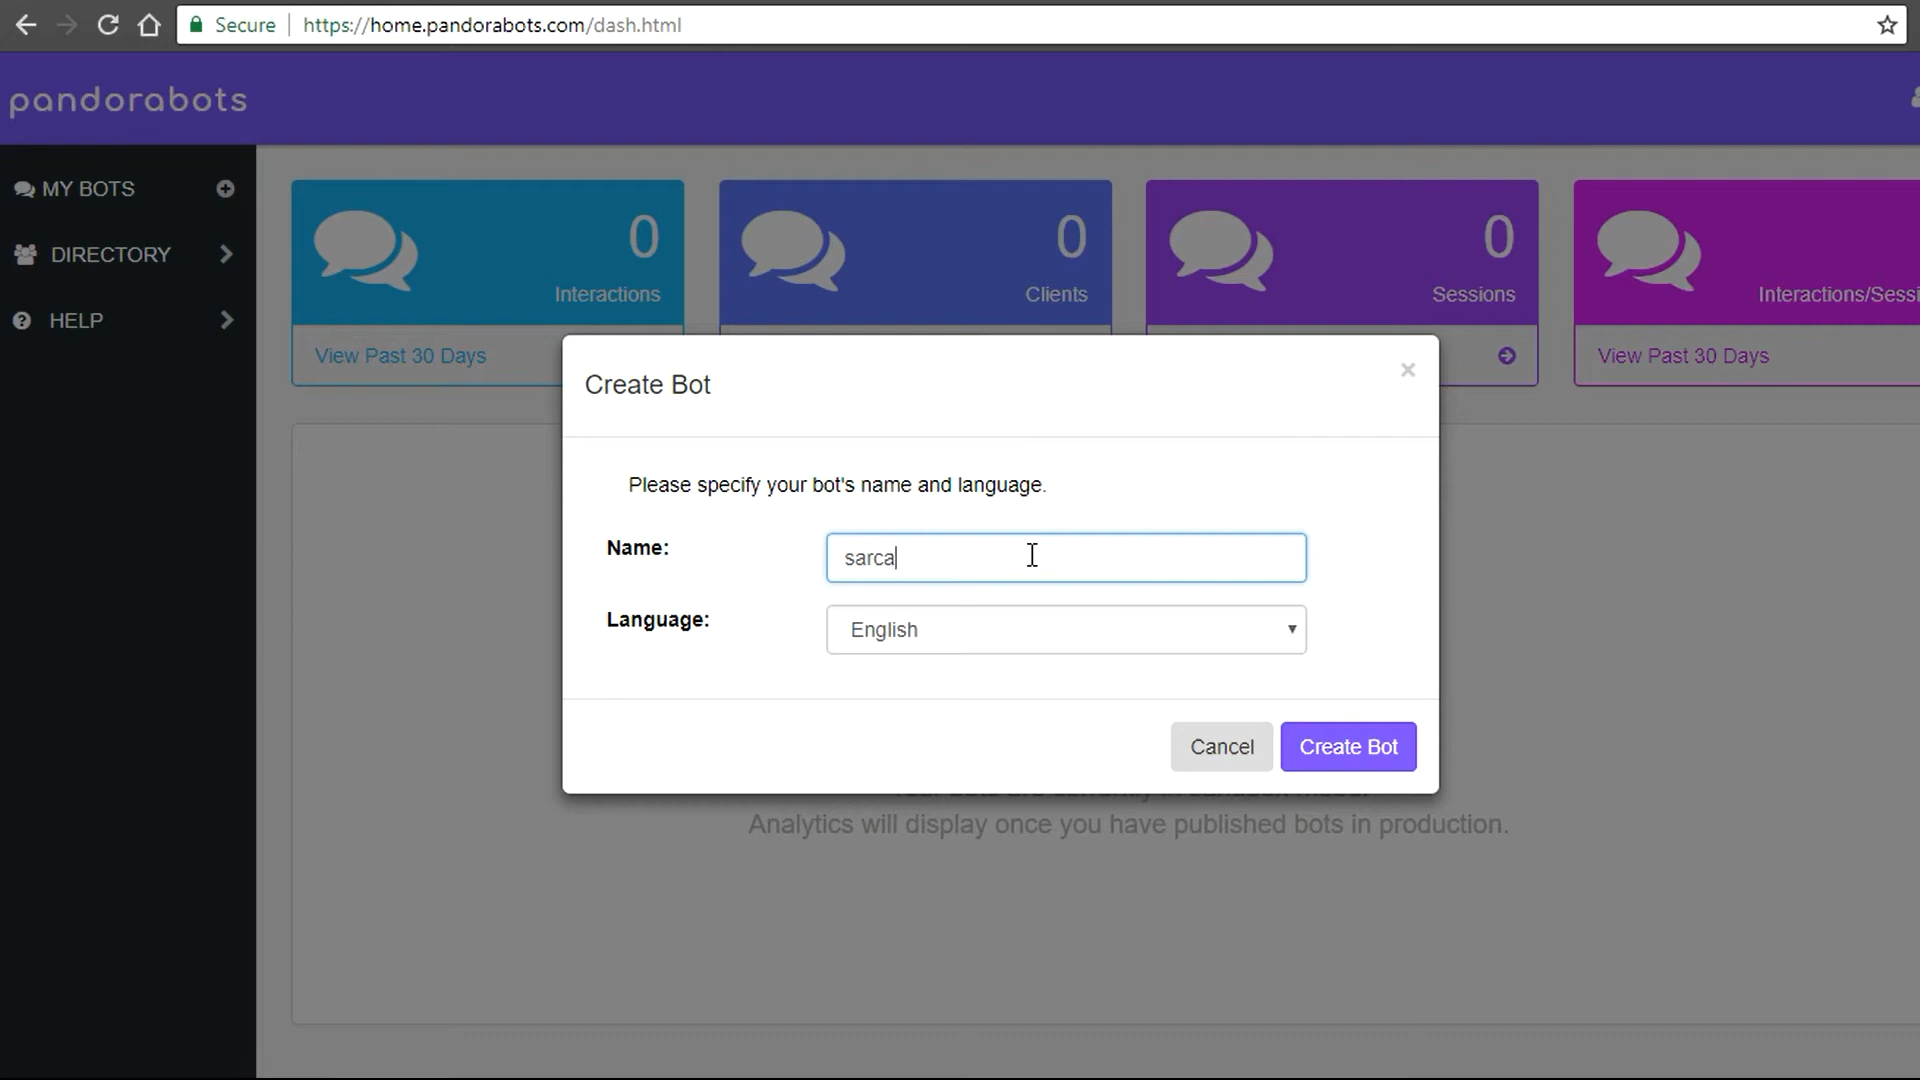 Secure https://home.pandorabots.com/dash.html
pandorabots
MY BOTS
DIRECTORY
HELP
0
Interactions
0
Clients
0
Sessions
Interactions/Sessi
View Past 30 Days
View Past 30 Days
Create Bot
×
Please specify your bot's name and language.
Name:
sarca
Language:
English
Cancel
Create Bot
Analytics will display once you have published bots in production.